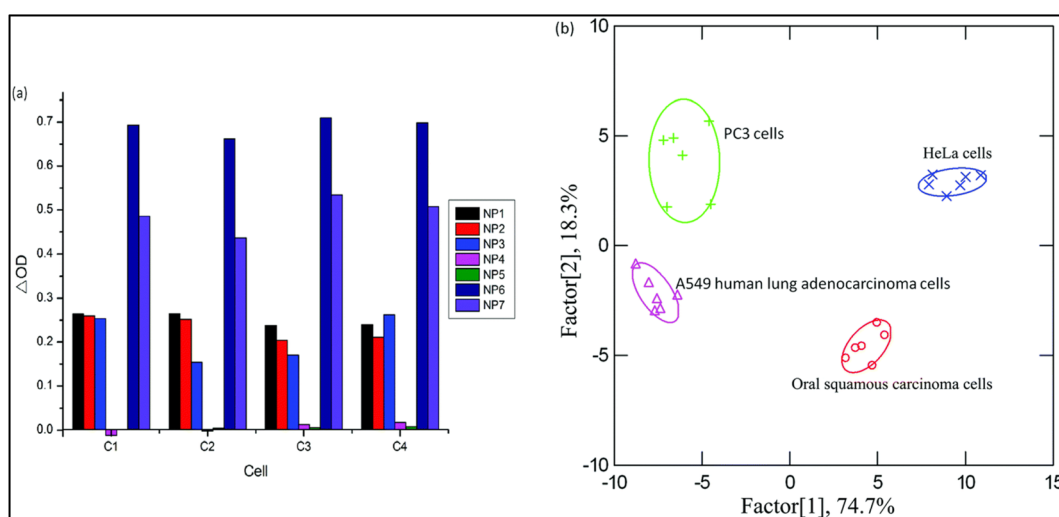 (a)
△OD
0.7
0.6
0.5
0.4
0.3
0.2
0.1
0.0
C1 C2 C3 C4
Cell
NP1
NP2
NP3
NP4
NP5
NP6
NP7
(b)
Factor[2], 18.3%
10
5
0
-5
-10
-10 -5 0 5 10 15
Factor[1], 74.7%
PC3 cells
HeLa cells
A549 human lung adenocarcinoma cells
Oral squamous carcinoma cells